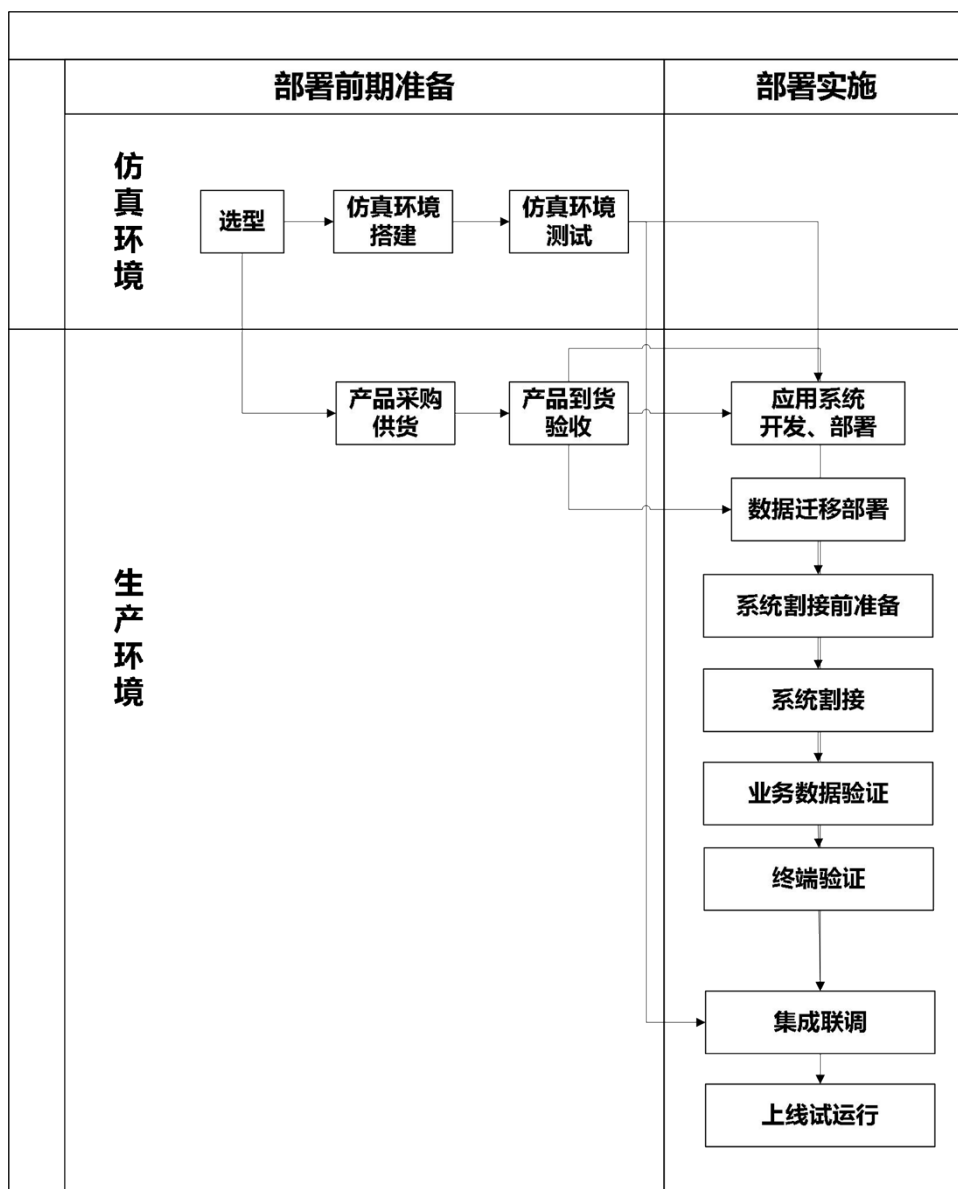 部署前期准备
部署实施
仿真环境
选型
仿真环境
搭建
仿真环境
测试
产品采购
供货
产品到货
验收
应用系统
开发、部署
数据迁移部署
生产环境
系统割接前准备
系统割接
业务数据验证
终端验证
集成联调
上线试运行